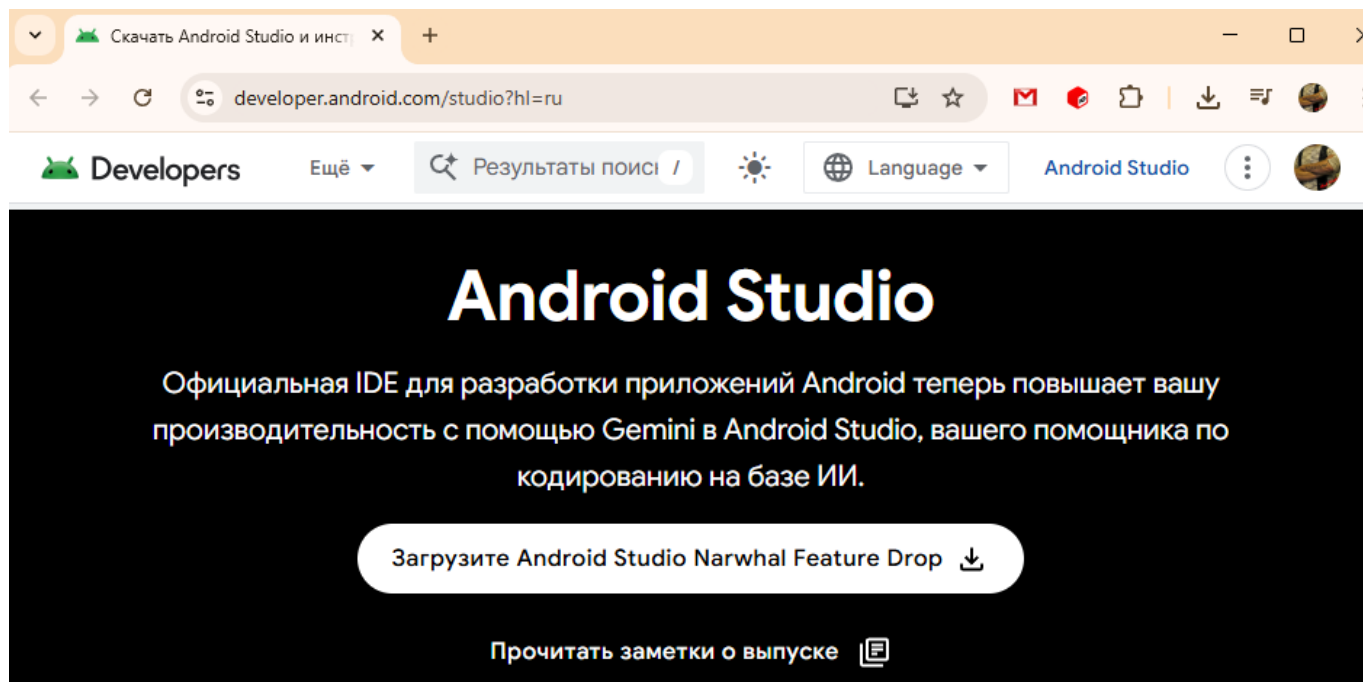 Скачать Android Studio и инст
developer.android.com/studio?hl=ru
Developers Ещё Результаты поиск / Language Android Studio
Android Studio
Официальная IDE для разработки приложений Android теперь повышает вашу
производительность с помощью Gemini в Android Studio, вашего помощника по
кодированию на базе ИИ.
Загрузите Android Studio Narwhal Feature Drop
Прочитать заметки о выпуске